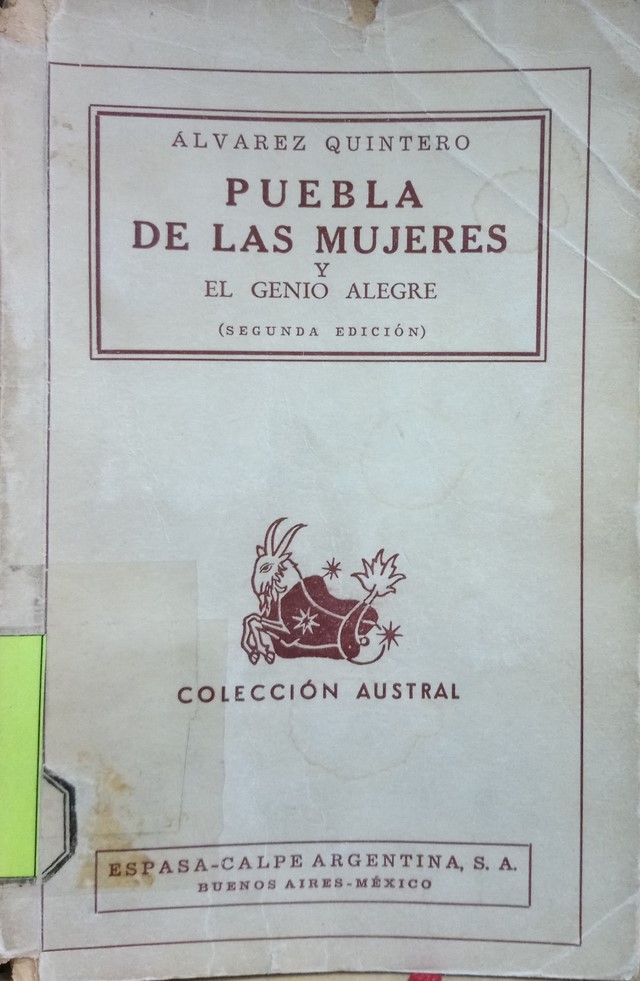 ÁLVAREZ QUINTERO
PUEBLA
DE LAS MUJERES
Y
EL GENIO ALEGRE
(SEGUNDA EDICIÓN)
COLECCIÓN AUSTRAL
ESPASA-CALPE ARGENTINA, S. A.
BUENOS AIRES-MÉXICO